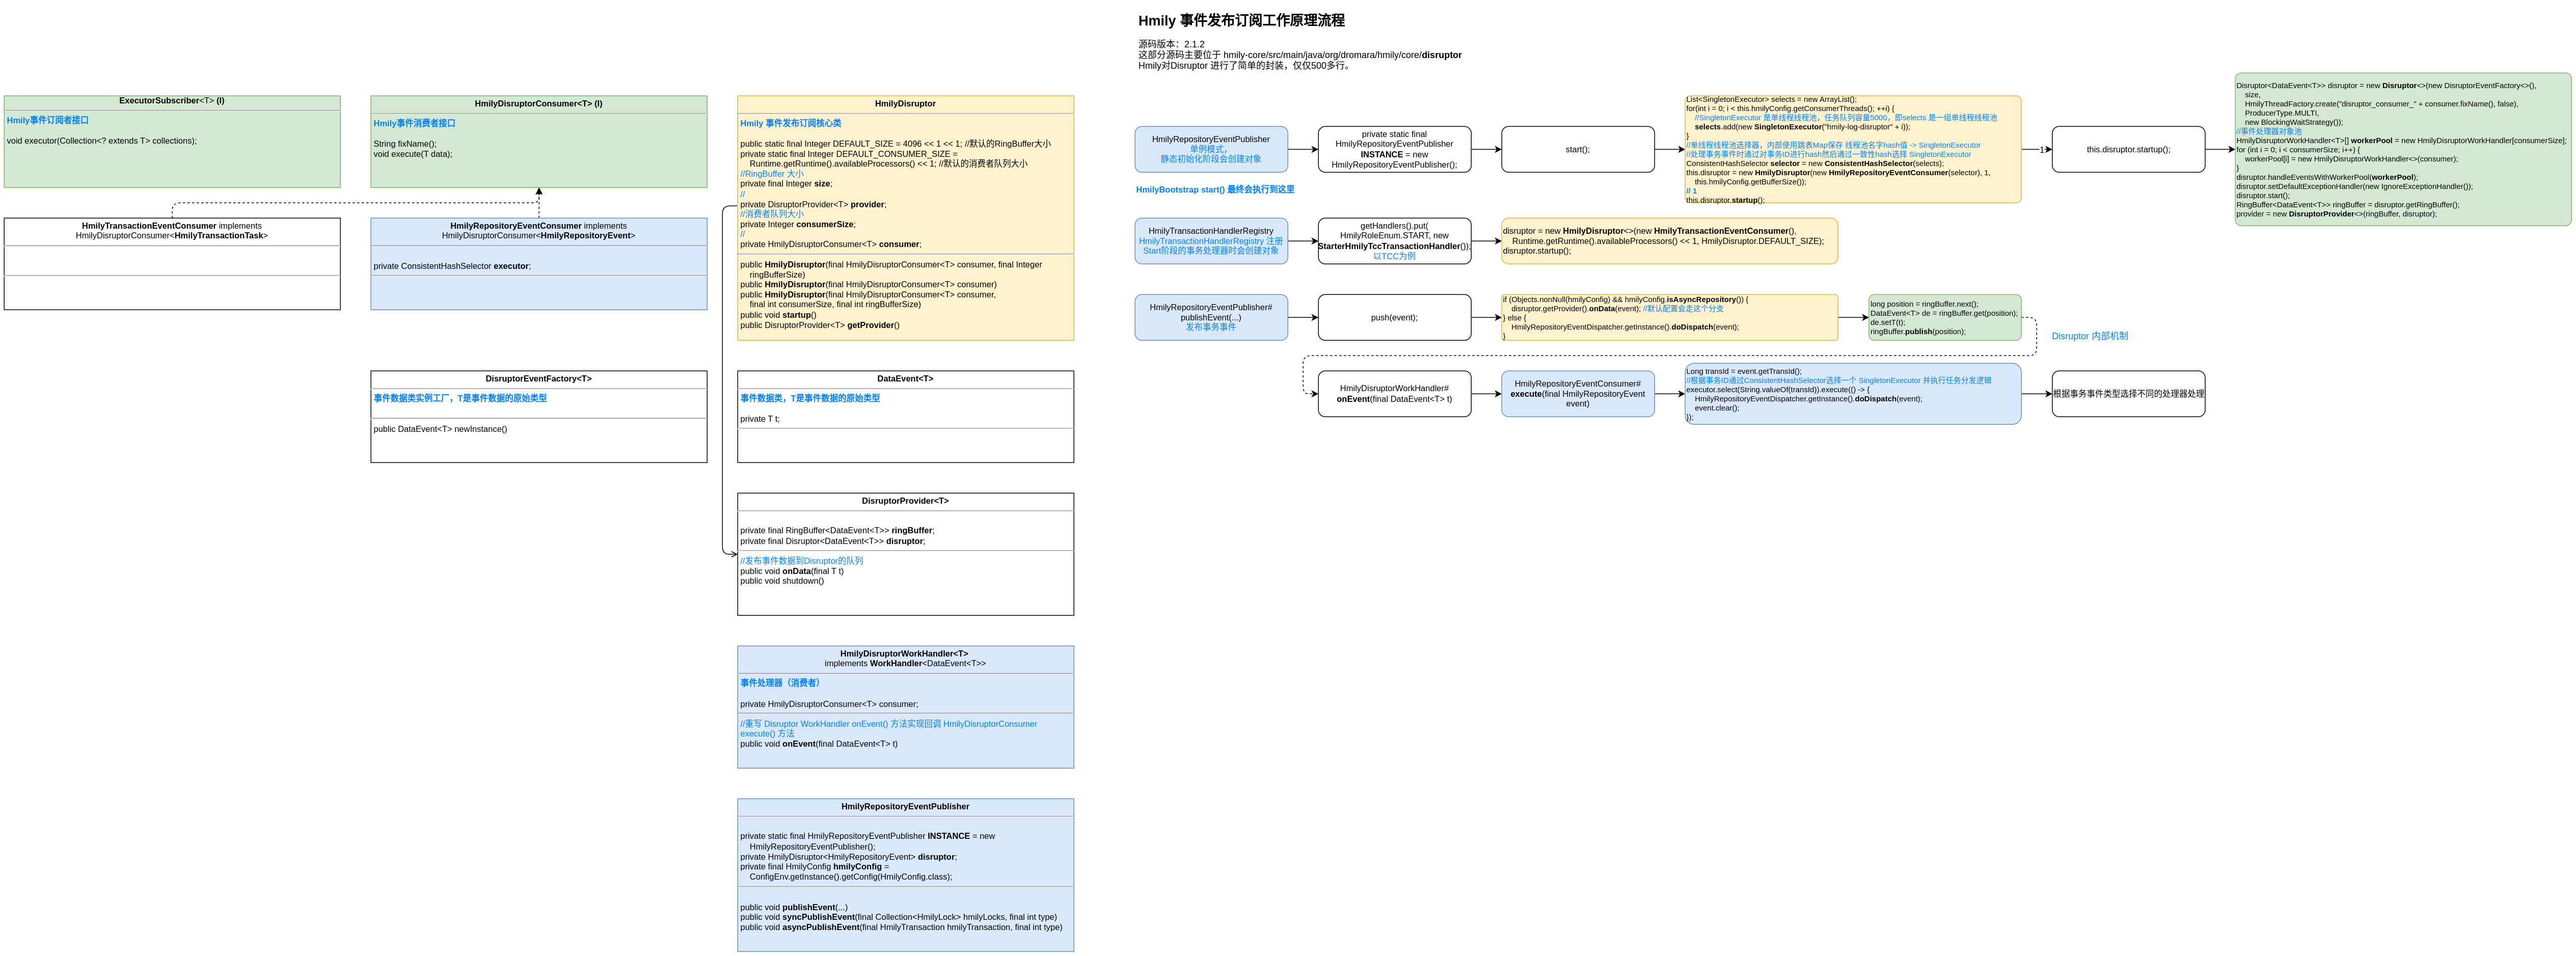 Hmily 事件发布订阅工作原理流程
源码版本：2.1.2
这部分源码主要位于 hmily-core/src/main/java/org/dromara/hmily/core/disruptor
Hmily对Disruptor 进行了简单的封装，仅仅500多行。
ExecutorSubscriber<T> (I)
Hmily事件订阅者接口
void executor(Collection<? extends T> collections);
HmilyDisruptorConsumer<T> (I)
Hmily事件消费者接口
String fixName();
void execute(T data);
HmilyDisruptor
Hmily 事件发布订阅核心类
public static final Integer DEFAULT_SIZE = 4096 << 1 << 1; //默认的RingBuffer大小
private static final Integer DEFAULT_CONSUMER_SIZE =
Runtime.getRuntime().availableProcessors() << 1; //默认的消费者队列大小
//RingBuffer 大小
private final Integer size;
//
private DisruptorProvider<T> provider;
//消费者队列大小
private Integer consumerSize;
//
private HmilyDisruptorConsumer<T> consumer;
public HmilyDisruptor(final HmilyDisruptorConsumer<T> consumer, final Integer
ringBufferSize)
public HmilyDisruptor(final HmilyDisruptorConsumer<T> consumer)
public HmilyDisruptor(final HmilyDisruptorConsumer<T> consumer,
final int consumerSize, final int ringBufferSize)
public void startup()
public DisruptorProvider<T> getProvider()
HmilyTransactionEventConsumer implements
HmilyDisruptorConsumer<HmilyTransactionTask>
HmilyRepositoryEventConsumer implements
HmilyDisruptorConsumer<HmilyRepositoryEvent>
private ConsistentHashSelector executor;
DisruptorEventFactory<T>
事件数据类实例工厂，T是事件数据的原始类型
public DataEvent<T> newInstance()
DataEvent<T>
事件数据类，T是事件数据的原始类型
private T t;
DisruptorProvider<T>
private final RingBuffer<DataEvent<T>> ringBuffer;
private final Disruptor<DataEvent<T>> disruptor;
//发布事件数据到Disruptor的队列
public void onData(final T t)
public void shutdown()
HmilyDisruptorWorkHandler<T>
implements WorkHandler<DataEvent<T>>
事件处理器（消费者）
private HmilyDisruptorConsumer<T> consumer;
//重写 Disruptor WorkHandler onEvent() 方法实现回调 HmilyDisruptorConsumer
execute() 方法
public void onEvent(final DataEvent<T> t)
HmilyRepositoryEventPublisher
private static final HmilyRepositoryEventPublisher INSTANCE = new
HmilyRepositoryEventPublisher();
private HmilyDisruptor<HmilyRepositoryEvent> disruptor;
private final HmilyConfig hmilyConfig =
ConfigEnv.getInstance().getConfig(HmilyConfig.class);
public void publishEvent(...)
public void syncPublishEvent(final Collection<HmilyLock> hmilyLocks, final int type)
public void asyncPublishEvent(final HmilyTransaction hmilyTransaction, final int type)
HmilyRepositoryEventPublisher
单例模式，
静态初始化阶段会创建对象
private static final
HmilyRepositoryEventPublisher
INSTANCE = new
HmilyRepositoryEventPublisher();
start();
List<SingletonExecutor> selects = new ArrayList();
for(int i = 0; i < this.hmilyConfig.getConsumerThreads(); ++i) {
//SingletonExecutor 是单线程线程池，任务队列容量5000，即selects 是一组单线程线程池
selects.add(new SingletonExecutor("hmily-log-disruptor" + i));
}
//单线程线程池选择器，内部使用跳表Map保存 线程池名字hash值 -> SingletonExecutor
//处理事务事件时通过对事务ID进行hash然后通过一致性hash选择 SingletonExecutor
ConsistentHashSelector selector = new ConsistentHashSelector(selects);
this.disruptor = new HmilyDisruptor(new HmilyRepositoryEventConsumer(selector), 1,
this.hmilyConfig.getBufferSize());
// 1
this.disruptor.startup();
1
this.disruptor.startup();
Disruptor<DataEvent<T>> disruptor = new Disruptor<>(new DisruptorEventFactory<>(),
size,
HmilyThreadFactory.create("disruptor_consumer_" + consumer.fixName(), false),
ProducerType.MULTI,
new BlockingWaitStrategy());
//事件处理器对象池
HmilyDisruptorWorkHandler<T>[] workerPool = new HmilyDisruptorWorkHandler[consumerSize];
for (int i = 0; i < consumerSize; i++) {
workerPool[i] = new HmilyDisruptorWorkHandler<>(consumer);
}
disruptor.handleEventsWithWorkerPool(workerPool);
disruptor.setDefaultExceptionHandler(new IgnoreExceptionHandler());
disruptor.start();
RingBuffer<DataEvent<T>> ringBuffer = disruptor.getRingBuffer();
provider = new DisruptorProvider<>(ringBuffer, disruptor);
HmilyBootstrap start() 最终会执行到这里
HmilyTransactionHandlerRegistry
HmilyTransactionHandlerRegistry 注册
Start阶段的事务处理器时会创建对象
getHandlers().put(
HmilyRoleEnum.START, new
StarterHmilyTccTransactionHandler());
以TCC为例
disruptor = new HmilyDisruptor<>(new HmilyTransactionEventConsumer(),
Runtime.getRuntime().availableProcessors() << 1, HmilyDisruptor.DEFAULT_SIZE);
disruptor.startup();
HmilyRepositoryEventPublisher#
publishEvent(...)
发布事务事件
push(event);
if (Objects.nonNull(hmilyConfig) && hmilyConfig.isAsyncRepository()) {
disruptor.getProvider().onData(event); //默认配置会走这个分支
} else {
HmilyRepositoryEventDispatcher.getInstance().doDispatch(event);
}
long position = ringBuffer.next();
DataEvent<T> de = ringBuffer.get(position);
de.setT(t);
ringBuffer.publish(position);
Disruptor 内部机制
HmilyDisruptorWorkHandler#
onEvent(final DataEvent<T> t)
HmilyRepositoryEventConsumer#
execute(final HmilyRepositoryEvent
event)
Long transId = event.getTransId();
//根据事务ID通过ConsistentHashSelector选择一个 SingletonExecutor 并执行任务分发逻辑
executor.select(String.valueOf(transId)).execute(() -> {
HmilyRepositoryEventDispatcher.getInstance().doDispatch(event);
event.clear();
});
根据事务事件类型选择不同的处理器处理